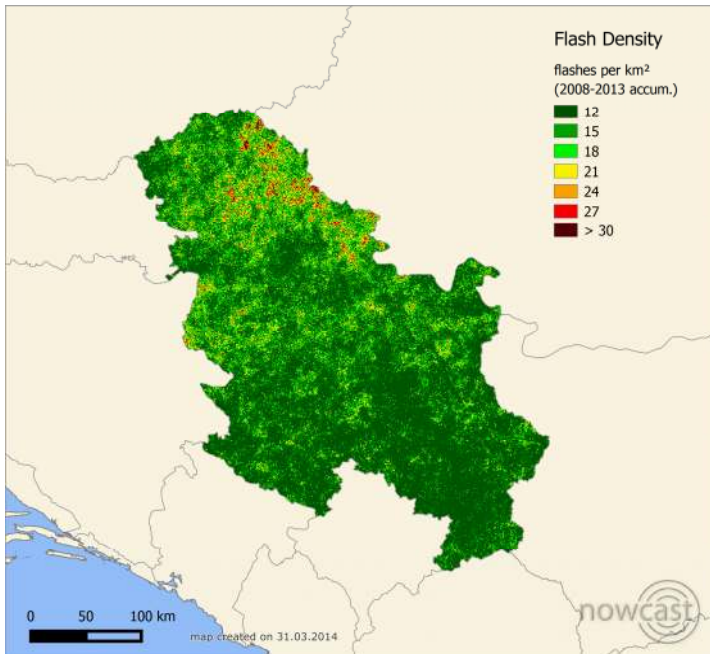 Flash Density
flashes per km²
(2008-2013 accum.)
12
15
18
21
24
27
> 30
0 50 100 km
map created on 31.03.2014
nowcast